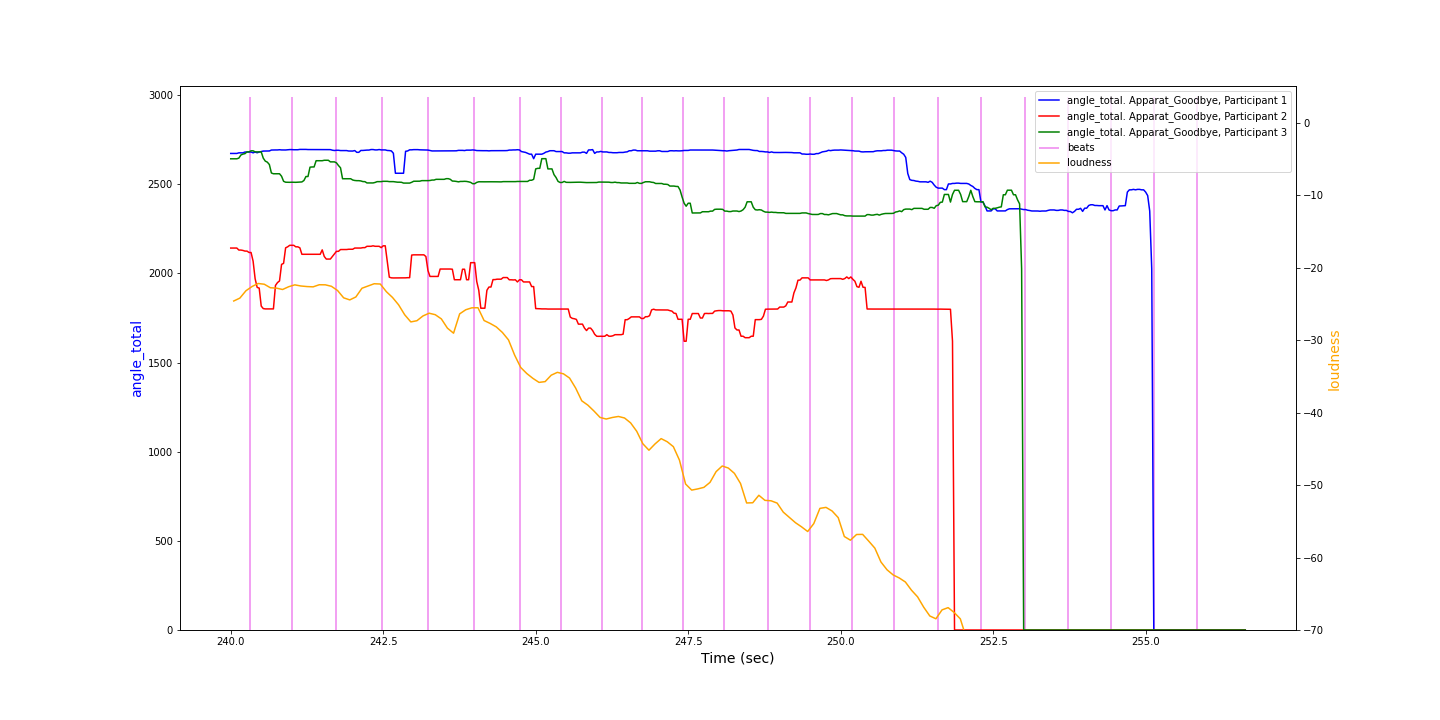 angle_total. Apparat_Goodbye, Participant 1
angle_total. Apparat_Goodbye, Participant 2
angle_total. Apparat_Goodbye, Participant 3
beats
loudness
3000
2500
2000
1500
1000
500
0
angle_total
0
−10
−20
−30
−40
−50
−60
−70
loudness
240.0 242.5 245.0 247.5 250.0 252.5 255.0
Time (sec)